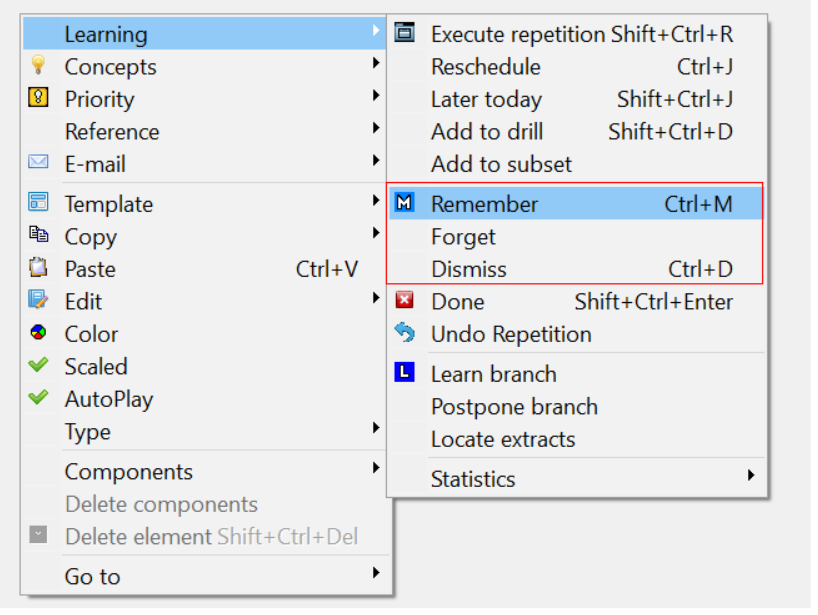 Learning
Concepts
Priority
Reference
E-mail
Template
Copy
Paste Ctrl+V
Edit
Color
Scaled
AutoPlay
Type
Components
Delete components
Delete element Shift+Ctrl+Del
Go to
Execute repetition Shift+Ctrl+R
Reschedule Ctrl+J
Later today Shift+Ctrl+J
Add to drill Shift+Ctrl+D
Add to subset
M Remember Ctrl+M
Forget
Dismiss Ctrl+D
Done Shift+Ctrl+Enter
Undo Repetition
L Learn branch
Postpone branch
Locate extracts
Statistics